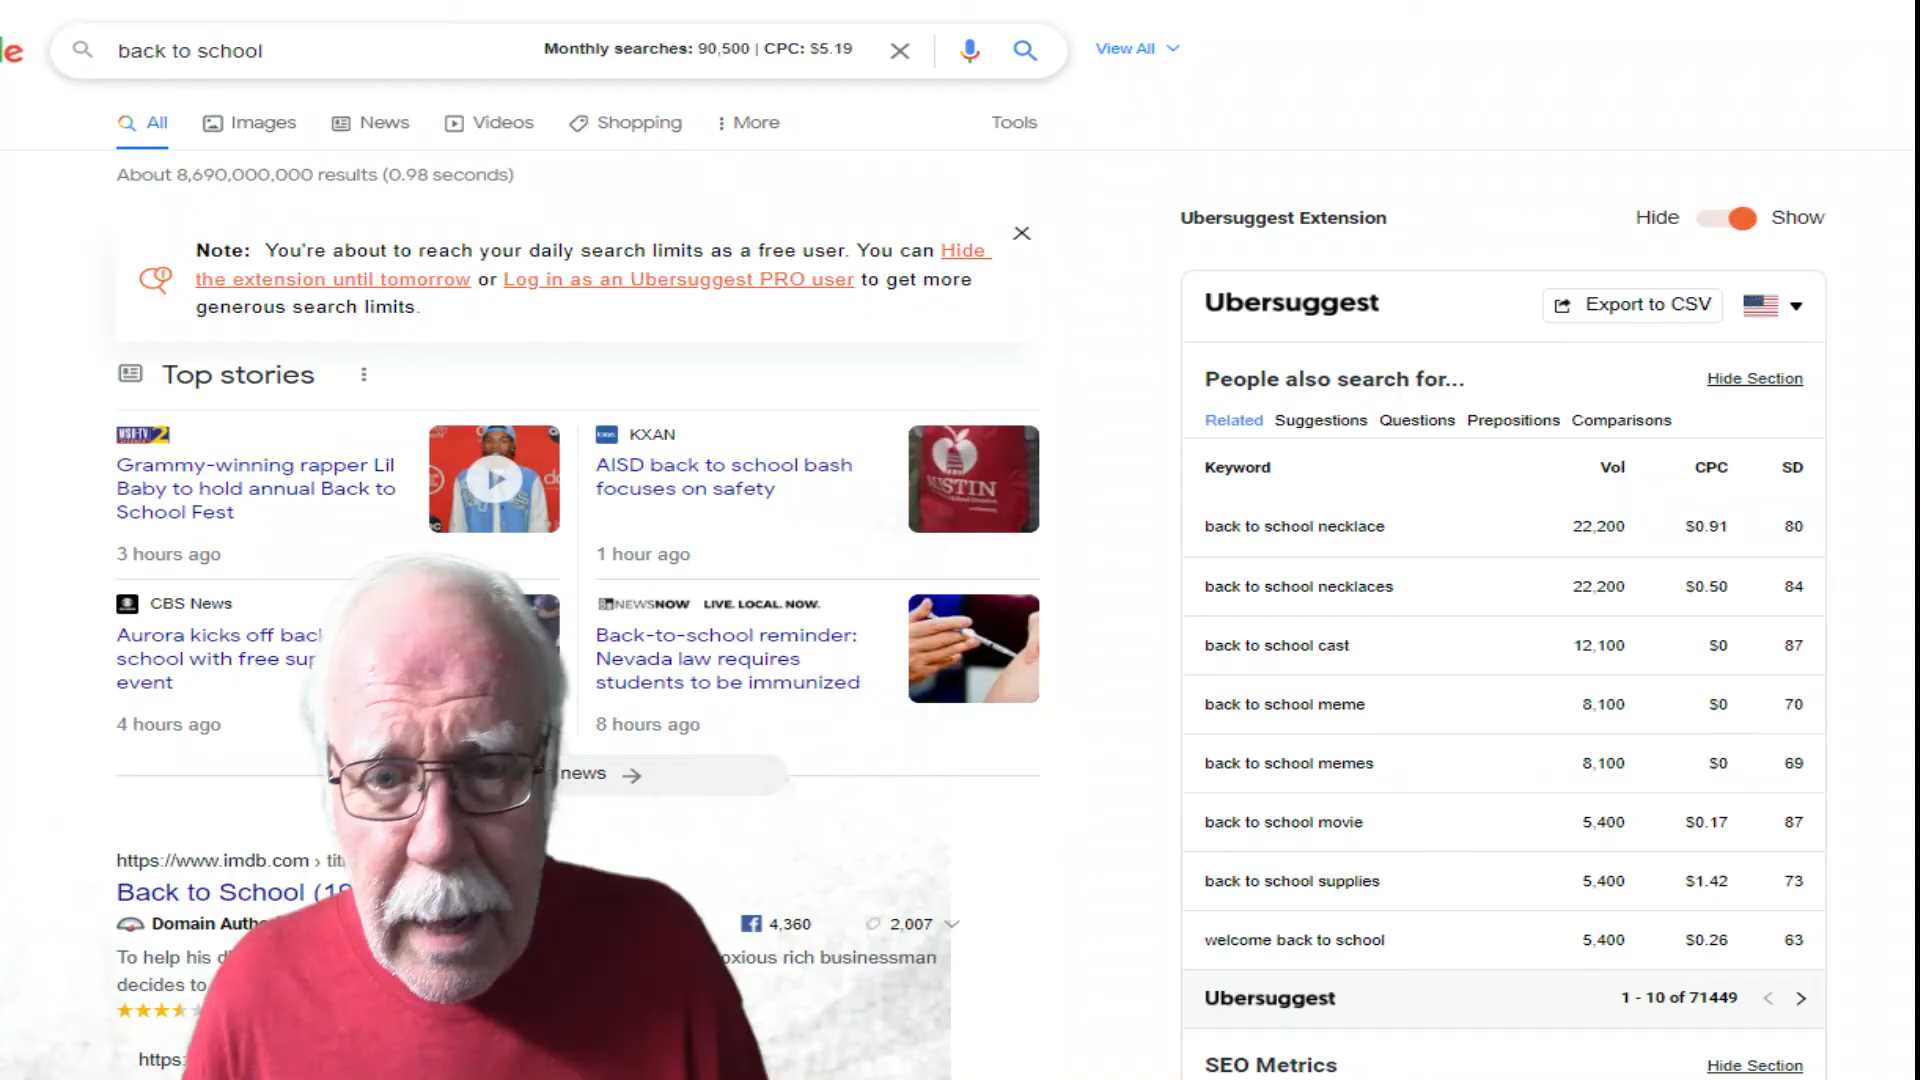 le
back to school
Monthly searches: 90,500 | CPC: $5.19
View All
All
Images
News
Videos
Shopping
More
Tools
About 8,690,000,000 results (0.98 seconds)
Note: You're about to reach your daily search limits as a free user. You can Hide
the extension until tomorrow or Log in as an Ubersuggest PRO user to get more
generous search limits.
Top stories
WSB-TV 2
Grammy-winning rapper Lil
Baby to hold annual Back to
School Fest
3 hours ago
KXAN
AISD back to school bash
focuses on safety
1 hour ago
AUSTIN
CBS News
Aurora kicks off back
school with free sup
event
4 hours ago
NEWSNOW LIVE. LOCAL. NOW.
Back-to-school reminder:
Nevada law requires
students to be immunized
8 hours ago
news
https://www.imdb.com › titl
Back to School (19
Domain Autho
4,360
2,007
To help his d
oxious rich businessman
decides to
https:
Ubersuggest Extension
Hide
Show
Ubersuggest
Export to CSV
People also search for...
Hide Section
Related Suggestions Questions Prepositions Comparisons
Keyword Vol CPC SD
back to school necklace 22,200 $0.91 80
back to school necklaces 22,200 $0.50 84
back to school cast 12,100 $0 87
back to school meme 8,100 $0 70
back to school memes 8,100 $0 69
back to school movie 5,400 $0.17 87
back to school supplies 5,400 $1.42 73
welcome back to school 5,400 $0.26 63
Ubersuggest
1 - 10 of 71449
SEO Metrics
Hide Section